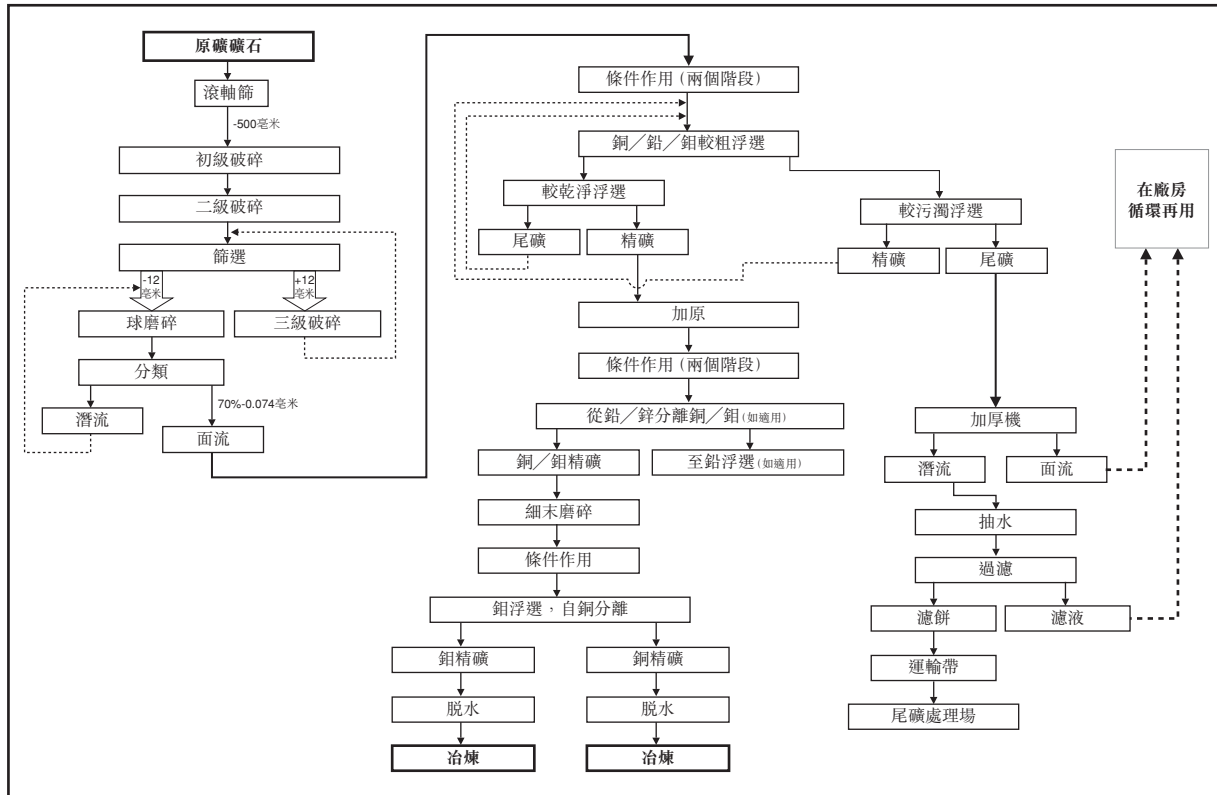 原礦礦石
滾軸篩
-500毫米
初級破碎
二級破碎
篩選
-12
毫米
+12
毫米
球磨碎
三級破碎
分類
70%-0.074毫米
潛流
面流
條件作用(兩個階段)
銅／鉛／鉬較粗浮選
較乾淨浮選
尾礦
精礦
較污濁浮選
精礦
尾礦
加原
條件作用(兩個階段)
從鉛／鋅分離銅／鉬(如適用)
銅／鉬精礦
至鉛浮選(如適用)
細末磨碎
條件作用
鉬浮選，自銅分離
鉬精礦
銅精礦
脱水
脱水
冶煉
冶煉
加厚機
潛流
面流
抽水
過濾
濾餅
濾液
運輸帶
尾礦處理場
在廠房
循環再用